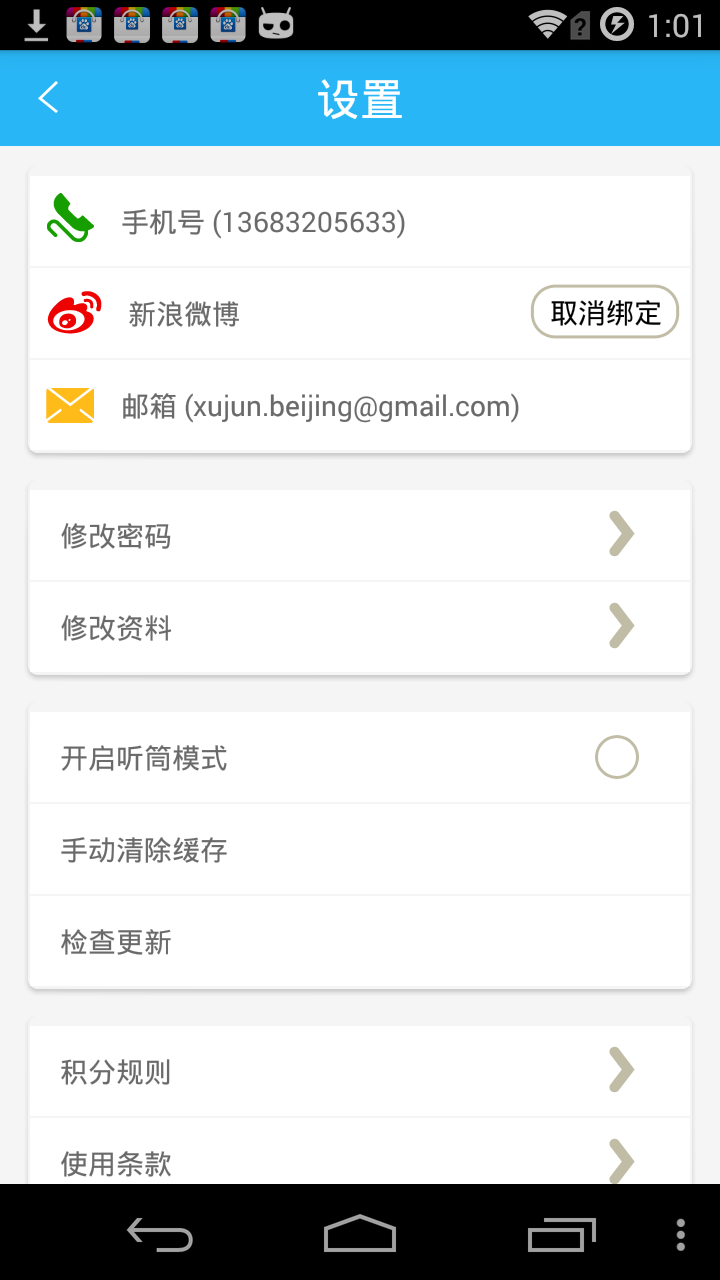 1:01
设置
手机号 (13683205633)
新浪微博
取消绑定
邮箱 (xujun.beijing@gmail.com)
修改密码
修改资料
开启听筒模式
手动清除缓存
检查更新
积分规则
使用条款